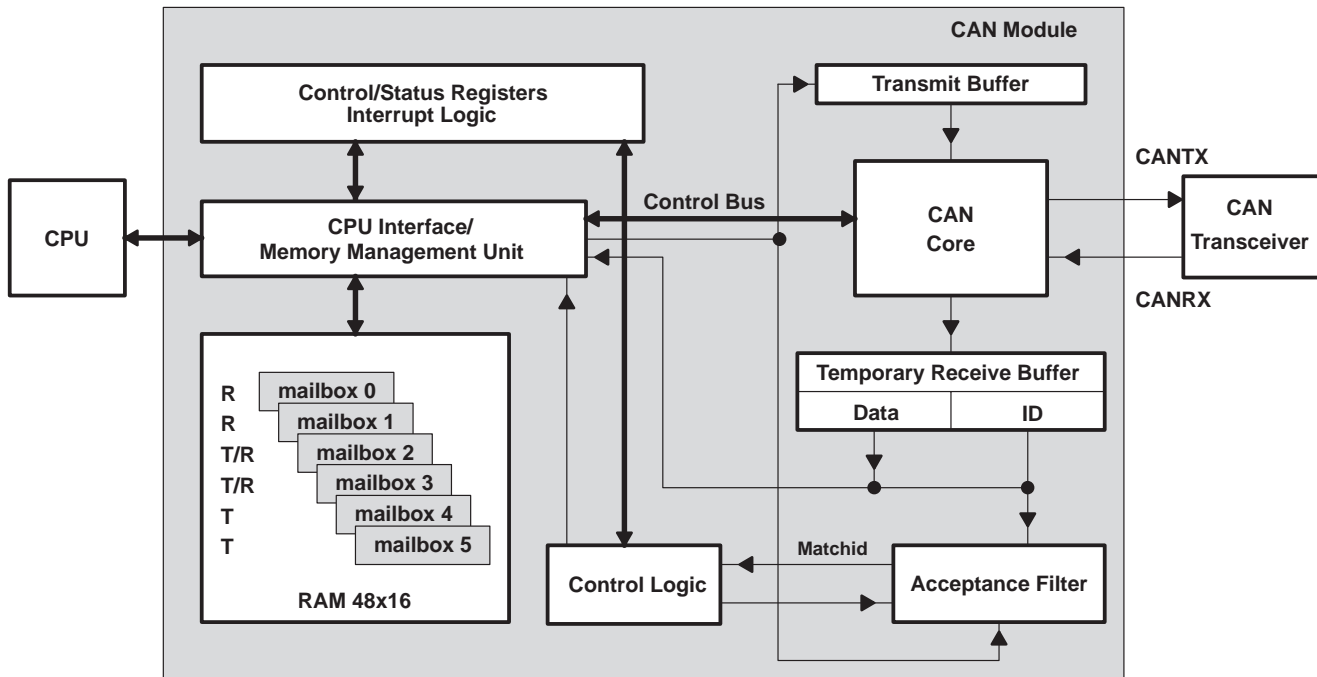 CAN Module
Control/Status Registers
Interrupt Logic
Transmit Buffer
CANTX
CPU
CPU Interface/
Memory Management Unit
Control Bus
CAN
Core
CAN
Transceiver
CANRX
Temporary Receive Buffer
Data ID
R mailbox 0
R mailbox 1
T/R mailbox 2
T/R mailbox 3
T mailbox 4
T mailbox 5
RAM 48x16
Control Logic
Matchid
Acceptance Filter